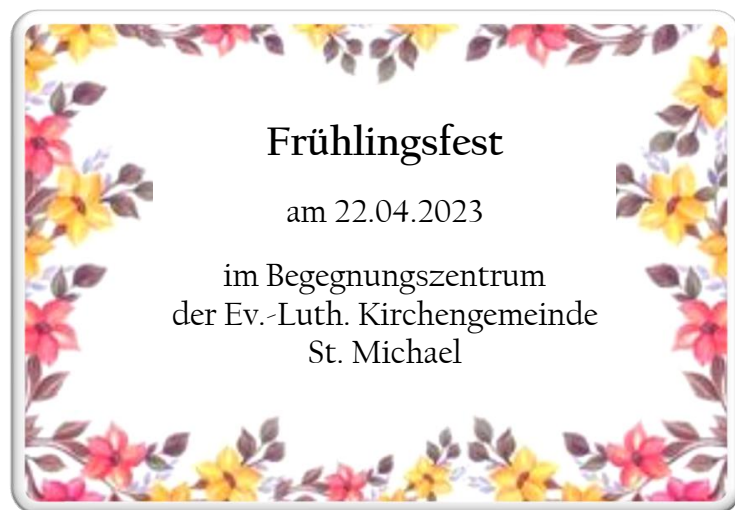 Frühlingsfest
am 22.04.2023
im Begegnungszentrum
der Ev.-Luth. Kirchengemeinde
St. Michael